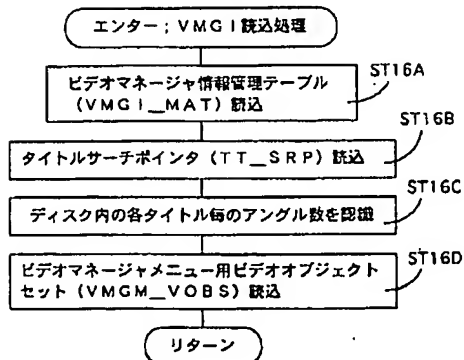 エンター；VMGI読込処理
ST16A
ビデオマネージャ情報管理テーブル
（VMGI__MAT）読込
ST16B
タイトルサーチポインタ（TT__SRP）読込
ST16C
ディスク内の各タイトル毎のアングル数を認識
ST16D
ビデオマネージャメニュー用ビデオオブジェクト
セット（VMGM__VOBS）読込
リターン